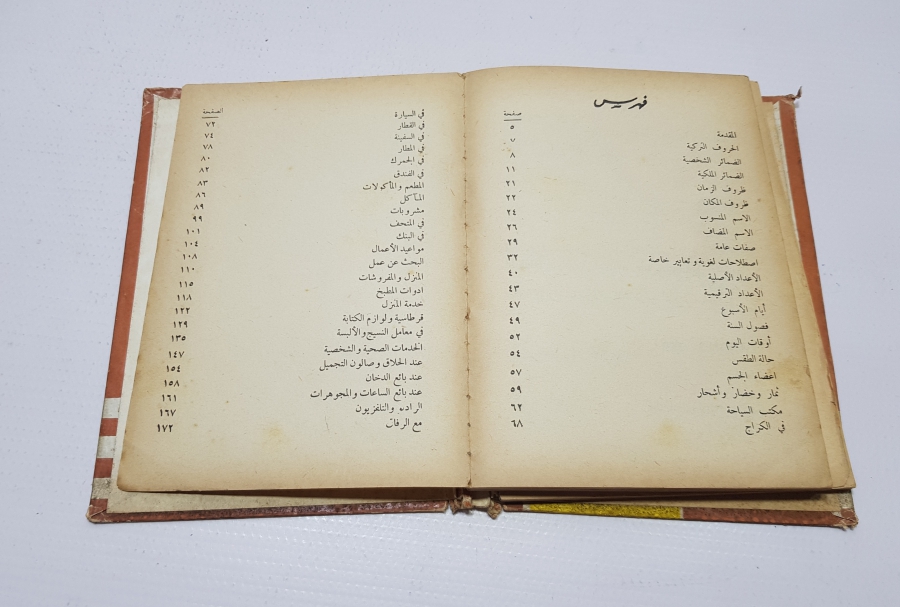 فهرس
صفحة
المقدمة ٥
الحروف التركية
الضمائر الشخصية ٨
الضمائر الملكية ١١
ظروف الزمان ٢١
ظروف المكان ٢٢
الاسم المنسوب ٢٤
الاسم المضاف ٢٦
صفات عامة ٢٩
اصطلاحات لغوية وتعابير خاصة ٣٢
الأعداد الأصلية ٤٠
الأعداد الترقيمية ٤٣
أيام الأسبوع ٤٧
فصول السنة ٤٩
أوقات اليوم ٥٢
حالة الطقس ٥٤
اعضاء الجسم ٥٧
ثمار وخضار وأشجار ٥٩
مكتب السياحة ٦٢
في الكراج ٦٨
الصفحة
في السيارة ٧٢
في القطار ٧٤
في السفينة ٧٨
في المطار ٨٠
في الجمرك ٨٢
في الفندق ٨٣
المطعم والمأكولات ٨٦
المآكل ٨٩
مشروبات ٩٩
في المتحف ١٠١
في البنك ١٠٤
مواعيد الأعمال ١٠٨
البحث عن عمل ١١٠
المنزل والمفروشات ١١٥
ادوات المطبخ ١١٨
خدمة المنزل ١٢٢
قرطاسية ولوازم الكتابة ١٢٩
في معامل النسيج والألبسة ١٣٥
الخدمات الصحية والشخصية ١٤٧
عند الحلاق وصالون التجميل ١٥٤
عند بائع الدخان ١٥٨
عند بائع الساعات والمجوهرات ١٦١
الراديو والتلفزيون ١٦٧
مع الرفاق ١٧٢